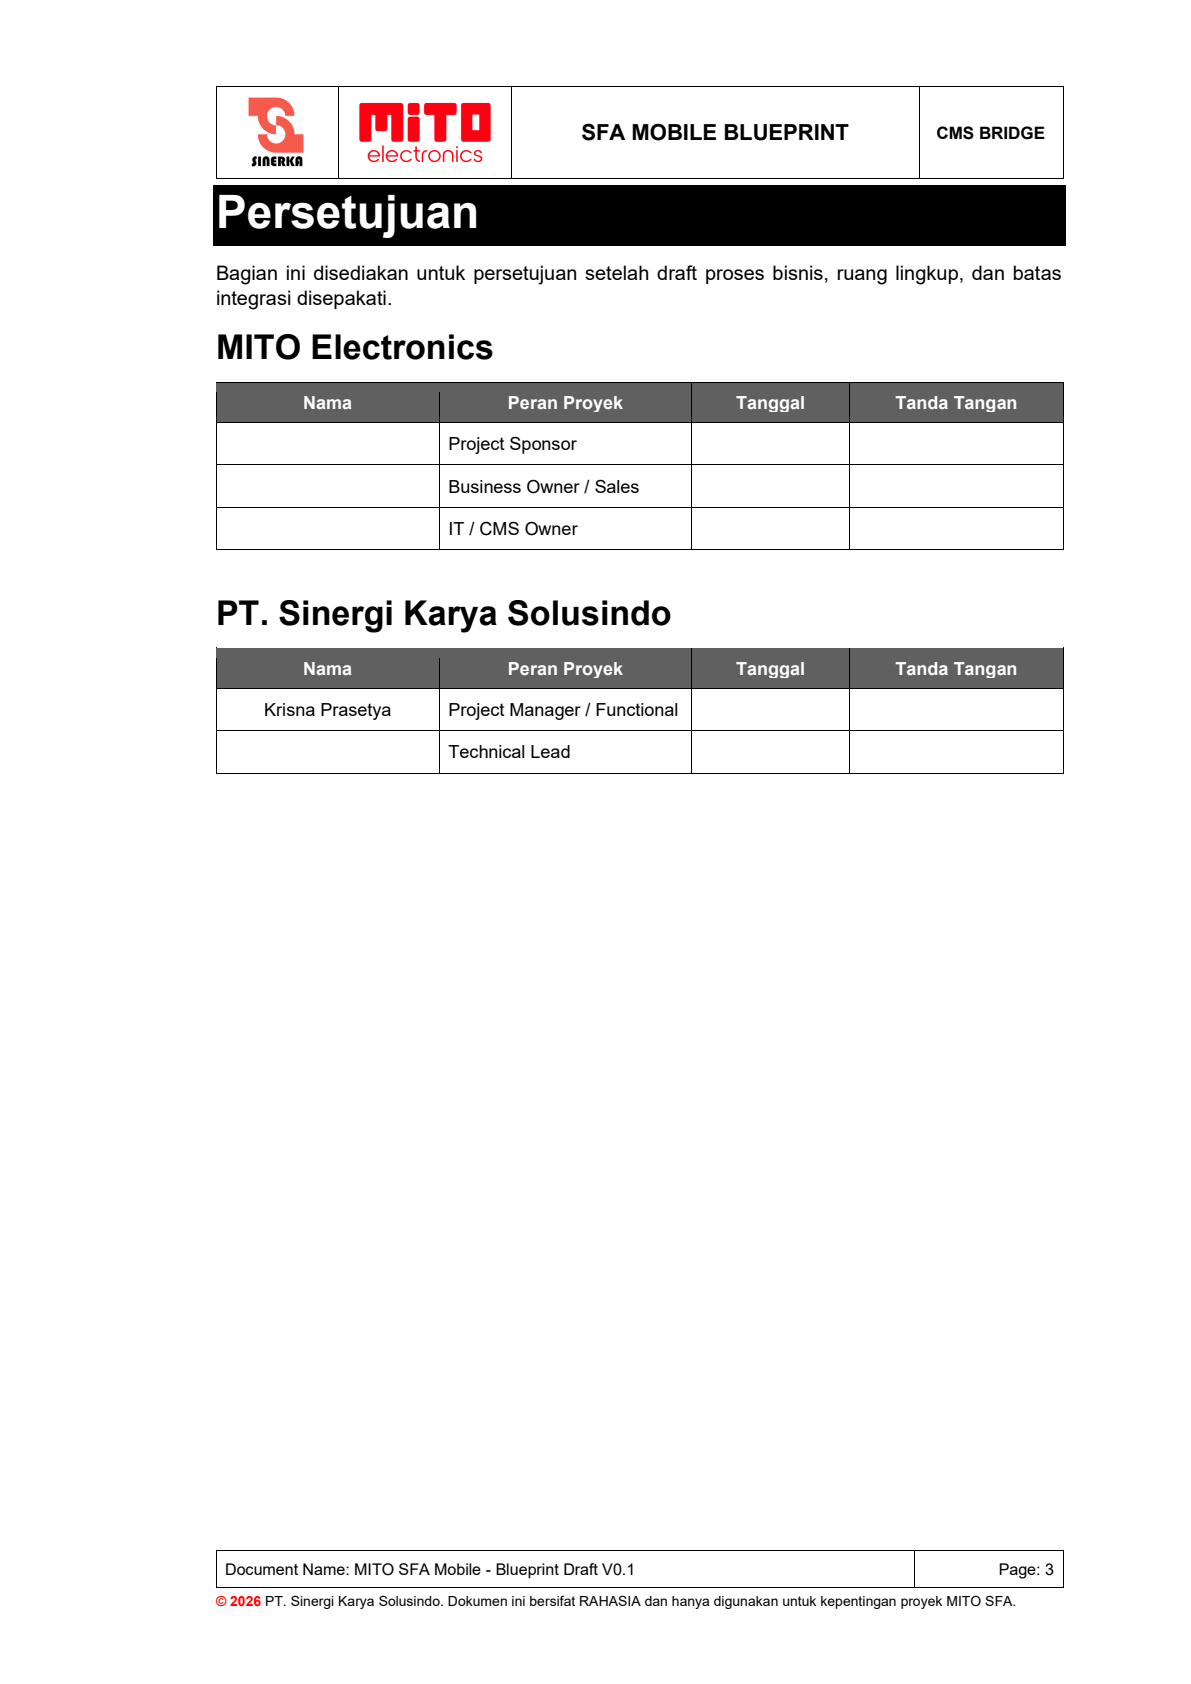 SINERKA
MiTO
electronics
SFA MOBILE BLUEPRINT
CMS BRIDGE
Persetujuan
Bagian ini disediakan untuk persetujuan setelah draft proses bisnis, ruang lingkup, dan batas
integrasi disepakati.
MITO Electronics
Nama Peran Proyek Tanggal Tanda Tangan
Project Sponsor
Business Owner / Sales
IT / CMS Owner
PT. Sinergi Karya Solusindo
Nama Peran Proyek Tanggal Tanda Tangan
Krisna Prasetya Project Manager / Functional
Technical Lead
Document Name: MITO SFA Mobile - Blueprint Draft V0.1 Page: 3
© 2026 PT. Sinergi Karya Solusindo. Dokumen ini bersifat RAHASIA dan hanya digunakan untuk kepentingan proyek MITO SFA.